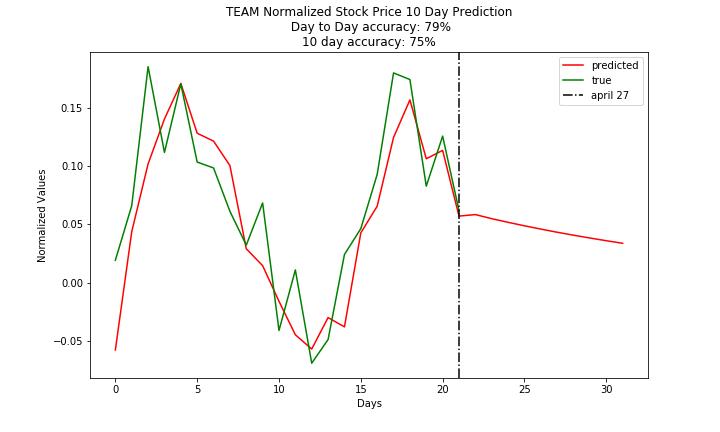 TEAM Normalized Stock Price 10 Day Prediction
Day to Day accuracy: 79%
10 day accuracy: 75%
predicted
true
april 27
Normalized Values
0.15
0.10
0.05
0.00
−0.05
0
5
10
15
20
25
30
Days